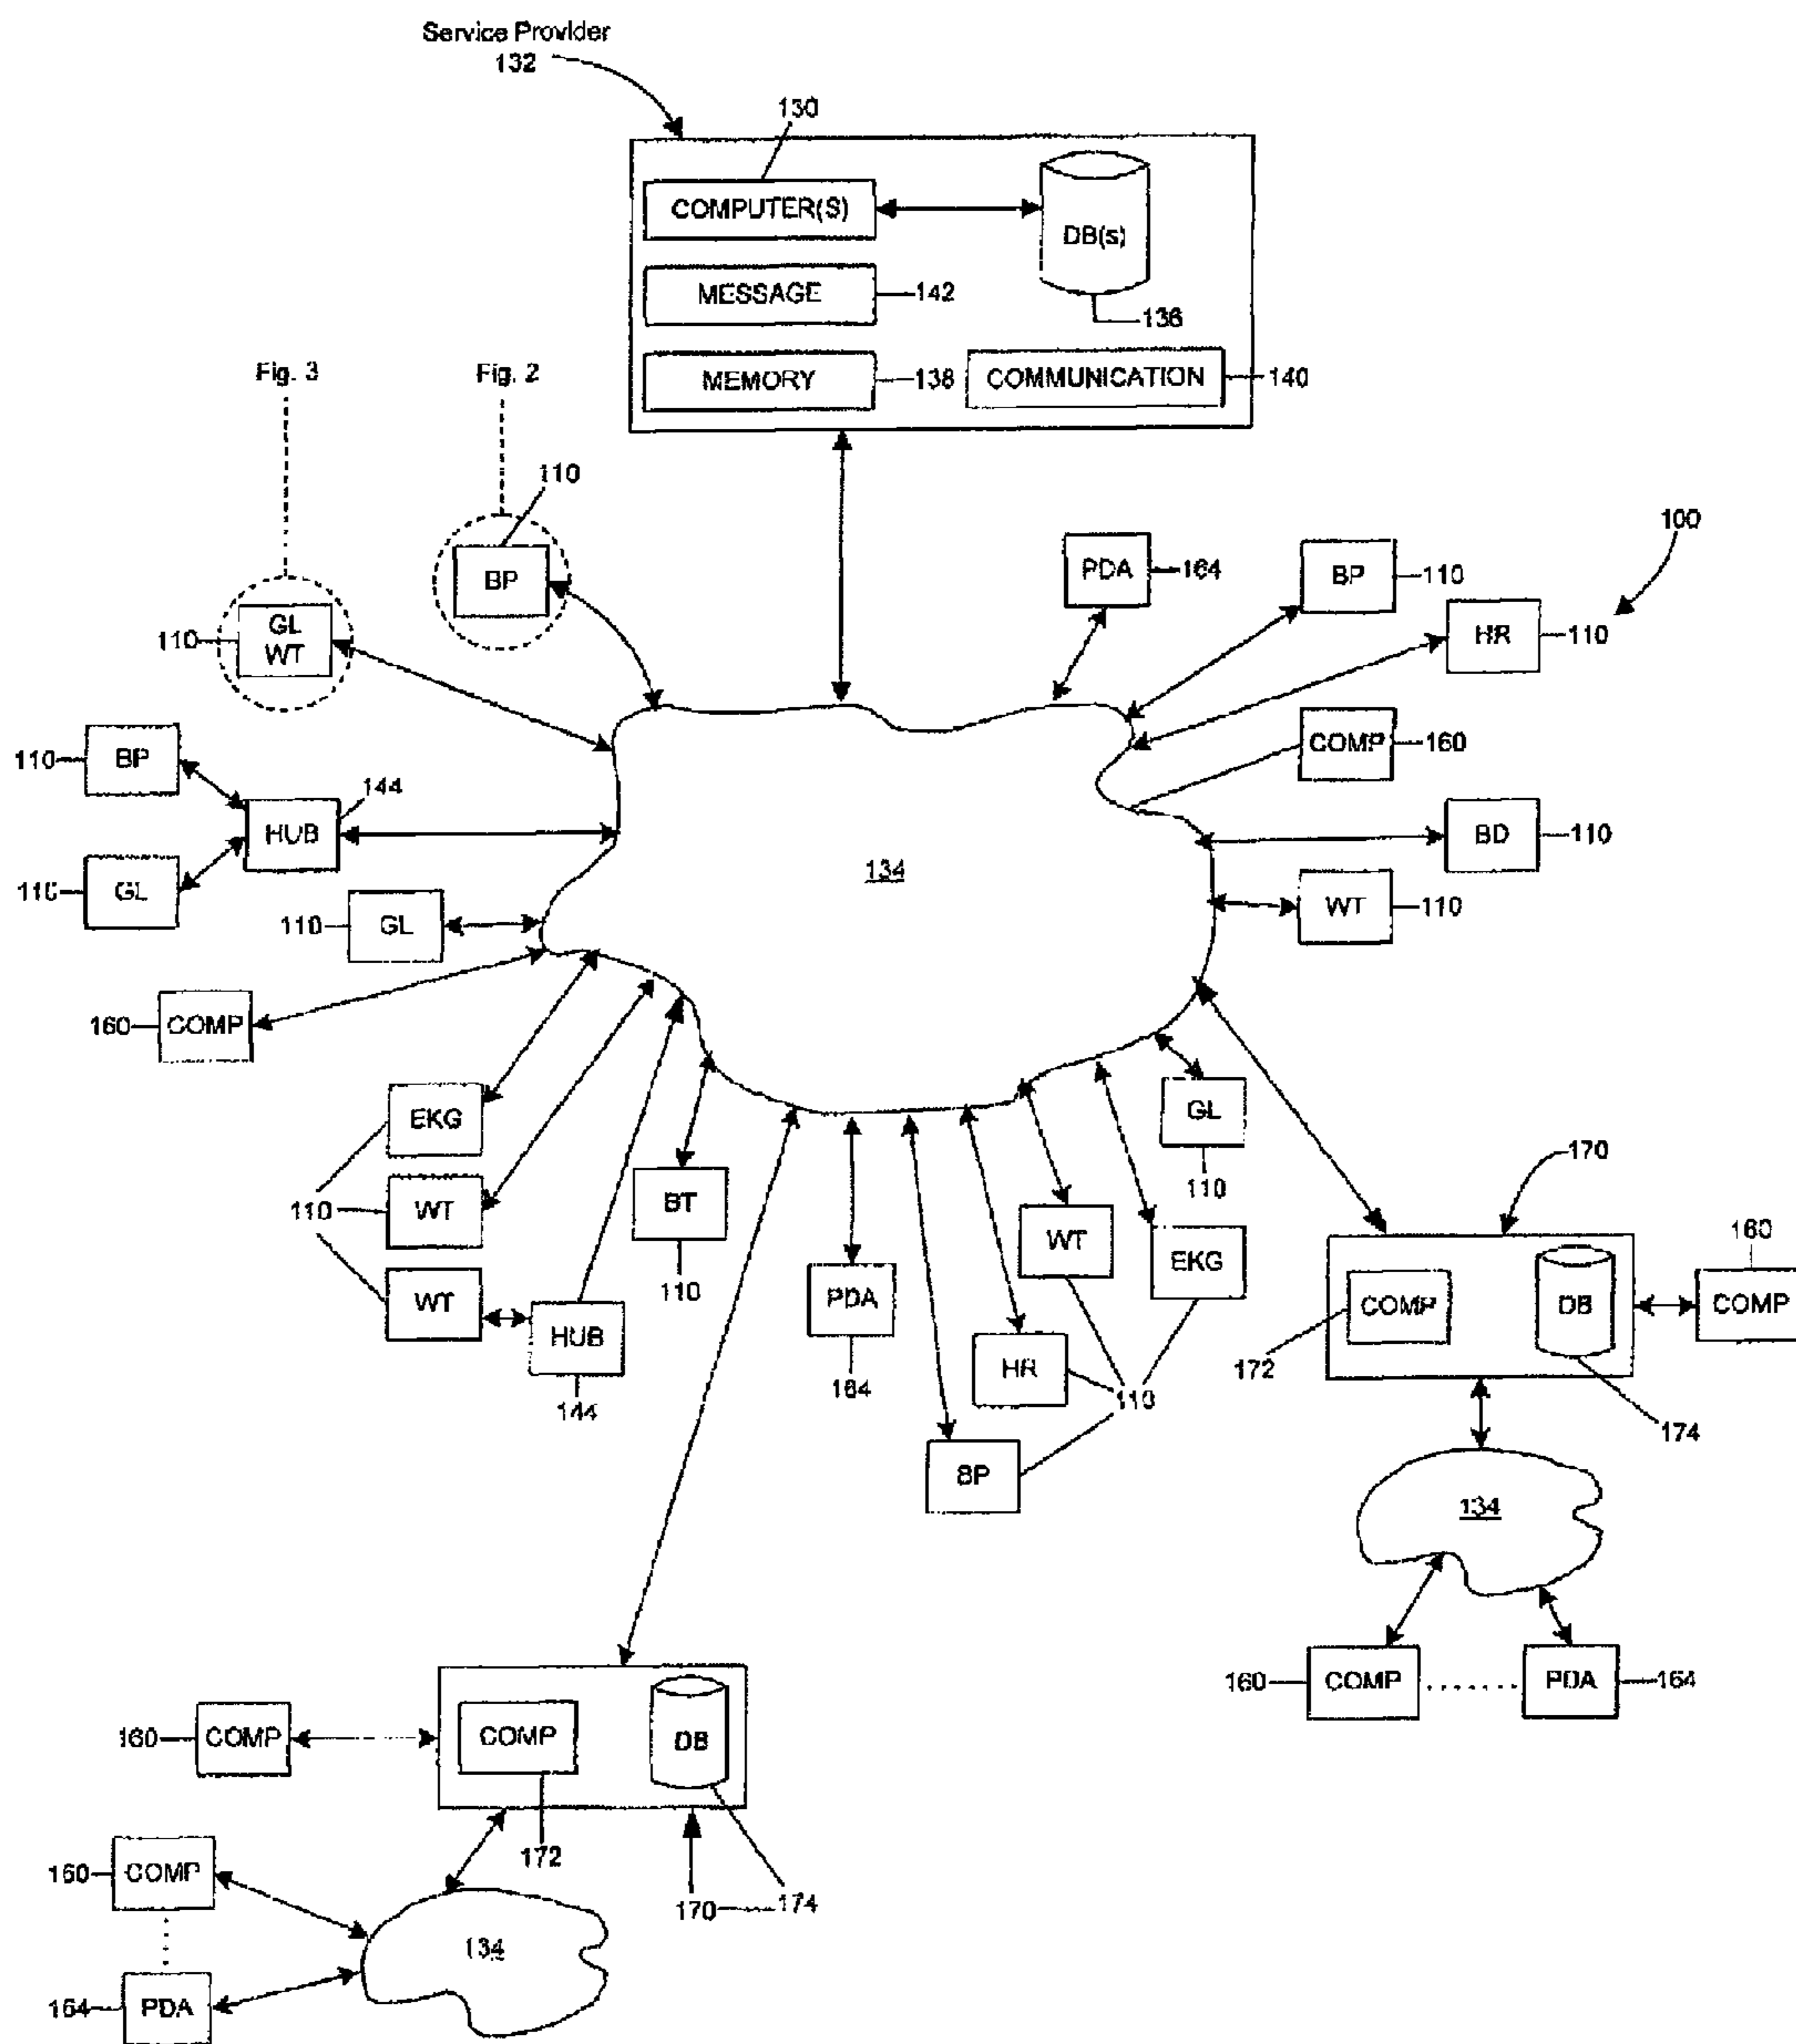 Service Provider
132
130
COMPUTER(S)
DB(s)
MESSAGE
142
136
MEMORY
138
COMMUNICATION
140
Fig. 3
Fig. 2
110
BP
110
GL
WT
PDA
164
BP
110
HR
110
100
COMP
160
110
BP
144
HUB
110
GL
BD
110
134
WT
110
110
GL
160
COMP
EKG
110
WT
WT
HUB
144
BT
110
PDA
164
GL
110
WT
EKG
HR
110
BP
170
160
COMP
DB
COMP
172
174
134
160
COMP
PDA
164
160
COMP
COMP
DB
172
170
174
160
COMP
134
164
PDA